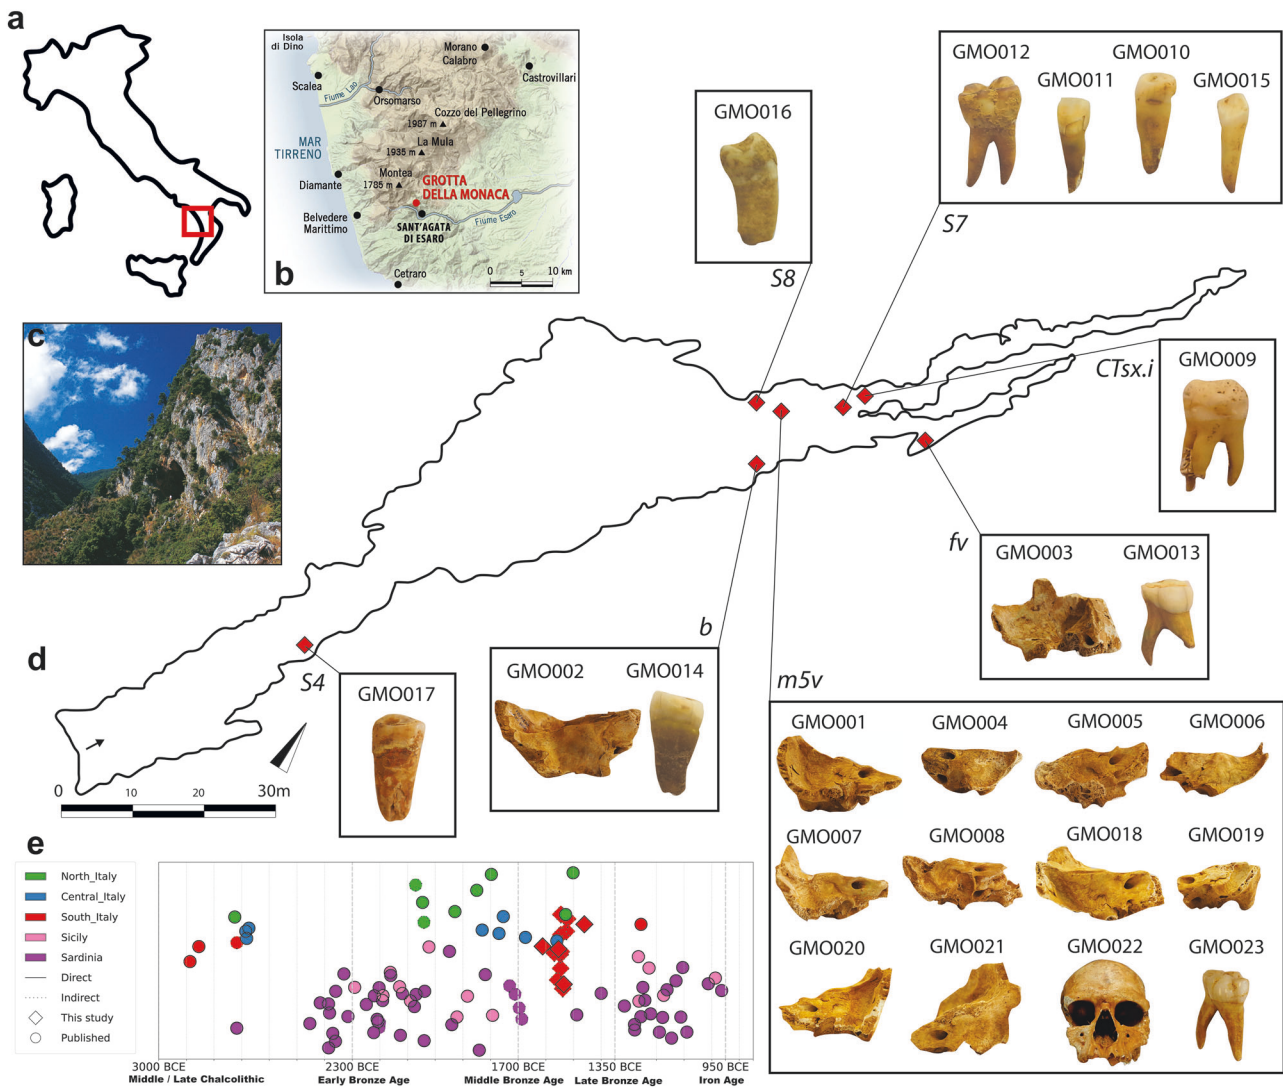 a
Isola
di Dino
Morano
Calabro
Scalea
Castrovillari
Fiume Lao
Orsomarso
Cozzo del Pellegrino
1987 m
MAR
TIRRENO
La Mula
1935 m
Diamante
Montea
1785 m
GROTTA
DELLA MONACA
Belvedere
Marittimo
SANT'AGATA
DI ESARO
Fiume Esaro
Cetraro
0 5 10 km
b
c
GMO016
S8
GMO012
GMO011
GMO010
GMO015
S7
CTsx.i
GMO009
fv
GMO003 GMO013
d
S4
GMO017
b
GMO002 GMO014
m5v
GMO001 GMO004 GMO005 GMO006
GMO007 GMO008 GMO018 GMO019
GMO020 GMO021 GMO022 GMO023
0 10 20 30m
e
North_Italy
Central_Italy
South_Italy
Sicily
Sardinia
Direct
Indirect
This study
Published
3000 BCE 2300 BCE 1700 BCE 1350 BCE 950 BCE
Middle / Late Chalcolithic Early Bronze Age Middle Bronze Age Late Bronze Age Iron Age